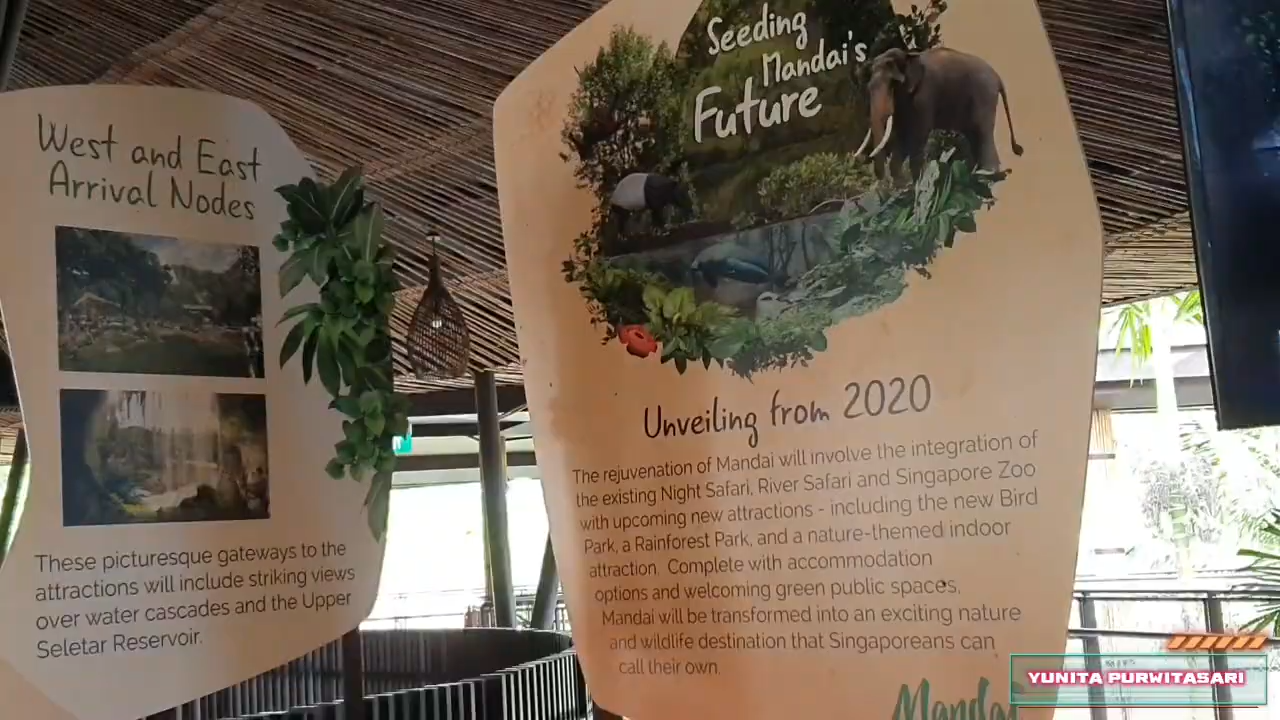 West and East
Arrival Nodes
These picturesque gateways to the
attractions will include striking views
over water cascades and the Upper
Seletar Reservoir.
Seeding
Mandai's
Future
Unveiling from 2020
The rejuvenation of Mandai will involve the integration of
the existing Night Safari, River Safari and Singapore Zoo
with upcoming new attractions - including the new Bird
Park, a Rainforest Park, and a nature-themed indoor
attraction. Complete with accommodation
options and welcoming green public spaces,
Mandai will be transformed into an exciting nature
and wildlife destination that Singaporeans can
call their own.
Mandai
YUNITA PURWITASARI